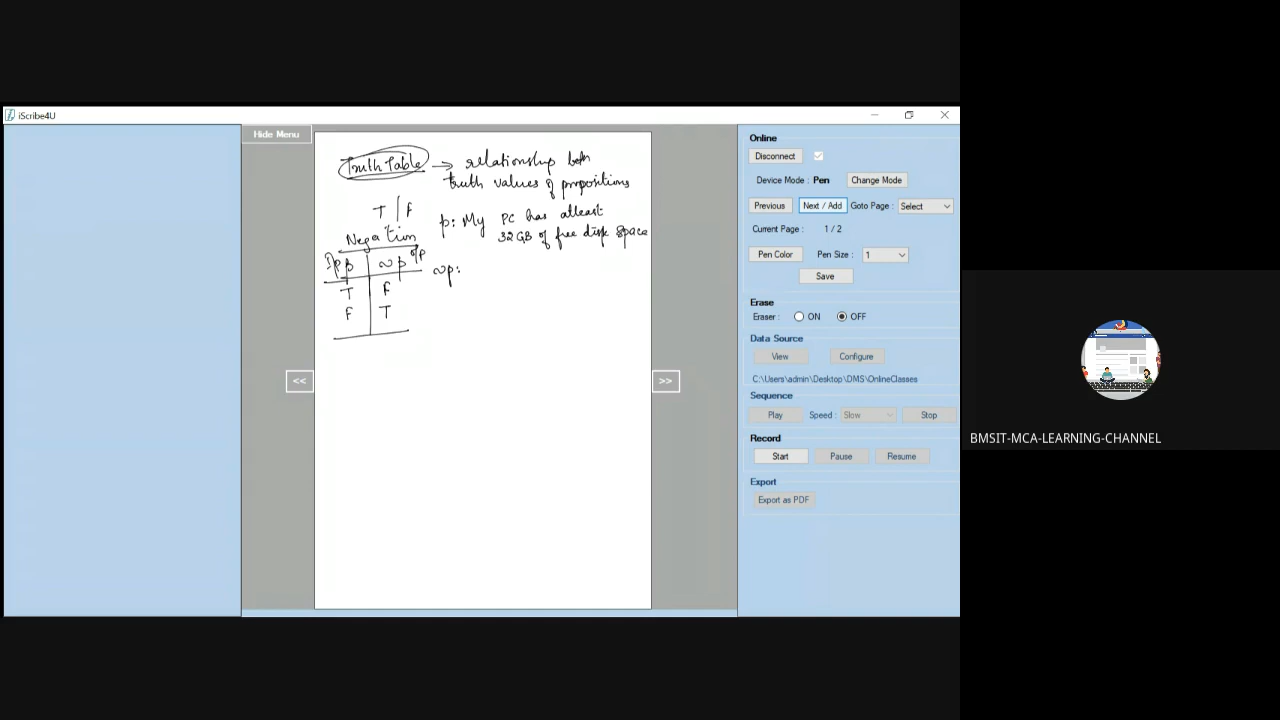 iScribe4U
Hide Menu
Truth Table → relationship betn
truth values of propositions
T | F
p: My PC has atleast
32GB of free disk space
Negation
p ~p
~p:
T F
F T
<<
>>
Online
Disconnect
Device Mode : Pen Change Mode
Previous Next / Add Goto Page : Select
Current Page : 1 / 2
Pen Color Pen Size : 1
Save
Erase
Eraser : ON OFF
Data Source
View Configure
C:\Users\admin\Desktop\DMS\OnlineClasses
Sequence
Play Speed : Slow Stop
Record
Start Pause Resume
Export
Export as PDF
BMSIT-MCA-LEARNING-CHANNEL